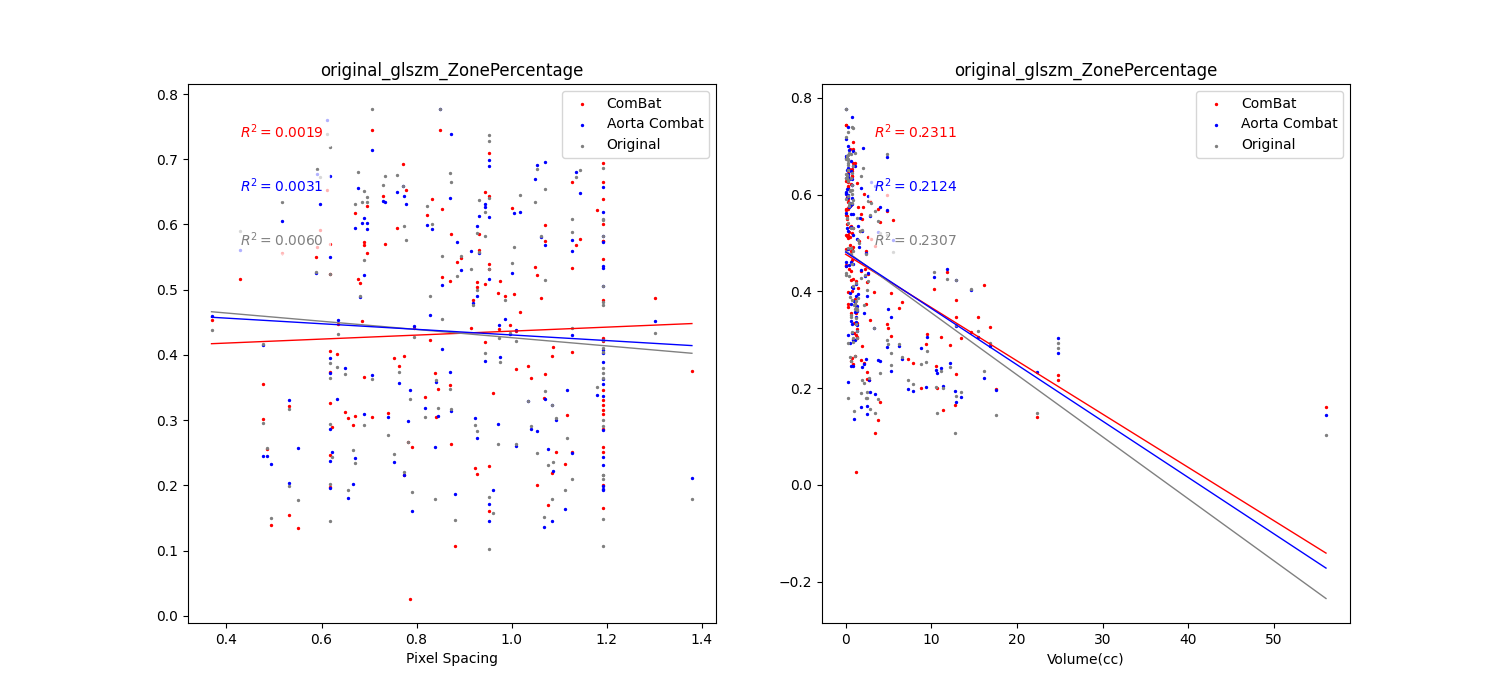 original_glszm_ZonePercentage
ComBat
Aorta Combat
Original
R² = 0.0019
R² = 0.0031
R² = 0.0060
0.8
0.7
0.6
0.5
0.4
0.3
0.2
0.1
0.0
0.4
0.6
0.8
1.0
1.2
1.4
Pixel Spacing
original_glszm_ZonePercentage
ComBat
Aorta Combat
Original
R² = 0.2311
R² = 0.2124
R² = 0.2307
0.8
0.6
0.4
0.2
0.0
−0.2
0
10
20
30
40
50
Volume(cc)